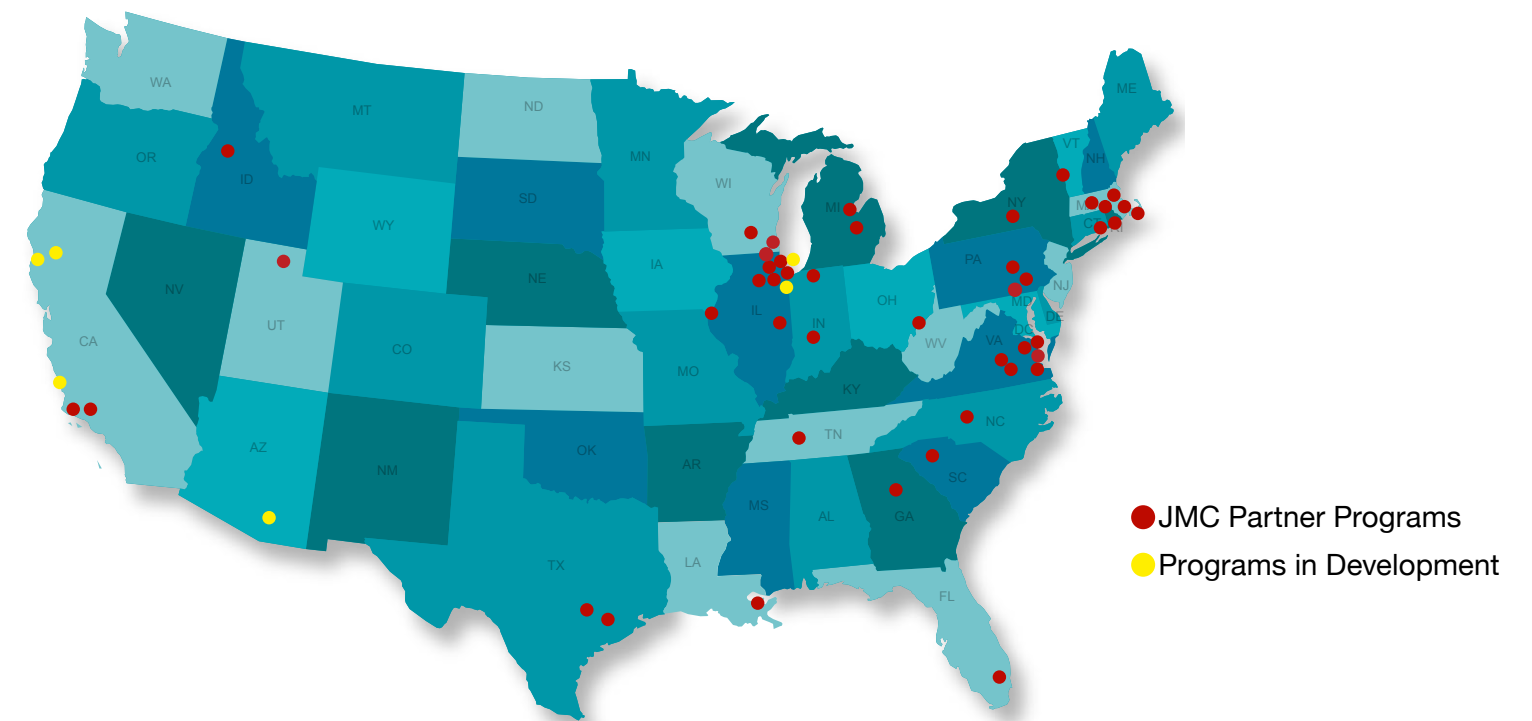 ME
WA
ND
MT
VT
MN
OR
NH
ID
WI
SD
NY
M
MI
CT
WY
PA
IA
NE
NJ
NV
OH
MD
IL
DE
UT
IN
DC
CA
WV
VA
CO
KS
MO
KY
NC
TN
AZ
OK
AR
NM
SC
MS
AL
GA
JMC Partner Programs
LA
TX
Programs in Development
FL